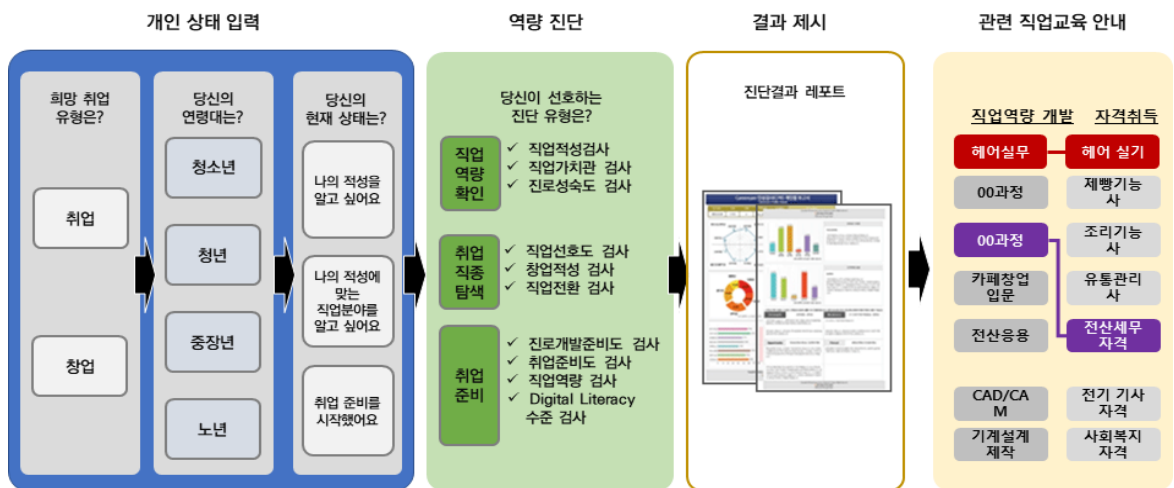 개인 상태 입력
역량 진단
결과 제시
관련 직업교육 안내
희망 취업
유형은?
취업
창업
당신의
연령대는?
청소년
청년
중장년
노년
당신의
현재 상태는?
나의 적성을
알고 싶어요
나의 적성에
맞는
직업분야를
알고 싶어요
취업 준비를
시작했어요
당신이 선호하는
진단 유형은?
직업
역량
확인
✓ 직업적성검사
✓ 직업가치관 검사
✓ 진로성숙도 검사
취업
직종
탐색
✓ 직업선호도 검사
✓ 창업적성 검사
✓ 직업전환 검사
취업
준비
✓ 진로개발준비도 검사
✓ 취업준비도 검사
✓ 직업역량 검사
✓ Digital Literacy
수준 검사
진단결과 레포트
직업역량 개발
자격취득
헤어실무
헤어 실기
00과정
제빵기능
사
00과정
조리기능
사
카페창업
입문
유통관리
사
전산응용
전산세무
자격
CAD/CA
M
전기 기사
자격
기계설계
제작
사회복지
자격